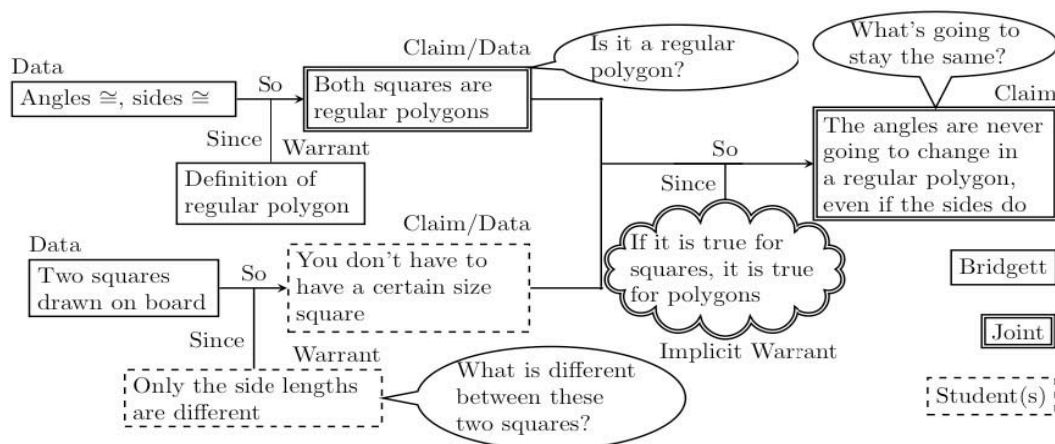 What's going to
stay the same?
Claim/Data
Is it a regular
polygon?
Data
Angles ≅, sides ≅
So
Both squares are
regular polygons
Claim
Since
Warrant
Definition of
regular polygon
So
Since
The angles are never
going to change in
a regular polygon,
even if the sides do
Claim/Data
Data
Two squares
drawn on board
So
You don't have to
have a certain size
square
If it is true for
squares, it is true
for polygons
Implicit Warrant
Bridgett
Since
Warrant
Only the side lengths
are different
What is different
between these
two squares?
Joint
Student(s)